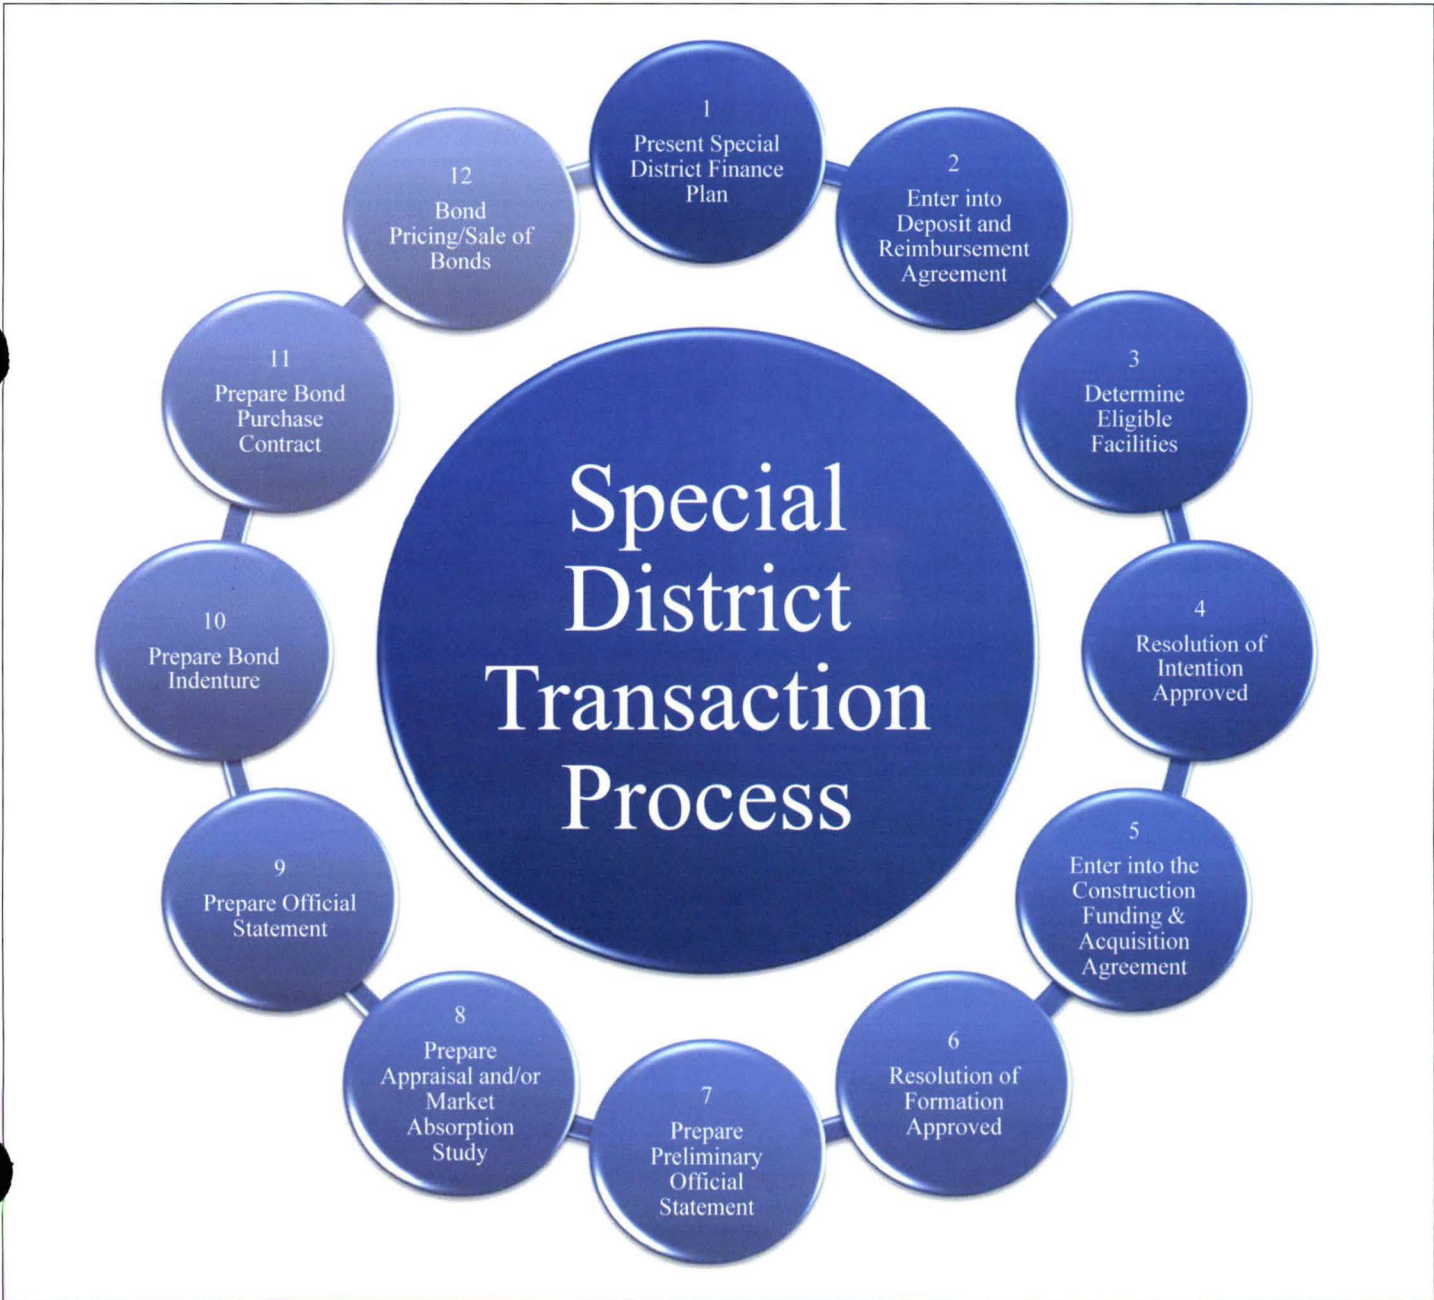 1
Present Special
District Finance
Plan
2
Enter into
Deposit and
Reimbursement
Agreement
3
Determine
Eligible
Facilities
4
Resolution of
Intention
Approved
5
Enter into the
Construction
Funding &
Acquisition
Agreement
6
Resolution of
Formation
Approved
7
Prepare
Preliminary
Official
Statement
8
Prepare
Appraisal and/or
Market
Absorption
Study
9
Prepare Official
Statement
10
Prepare Bond
Indenture
11
Prepare Bond
Purchase
Contract
12
Bond
Pricing/Sale of
Bonds
Special
District
Transaction
Process